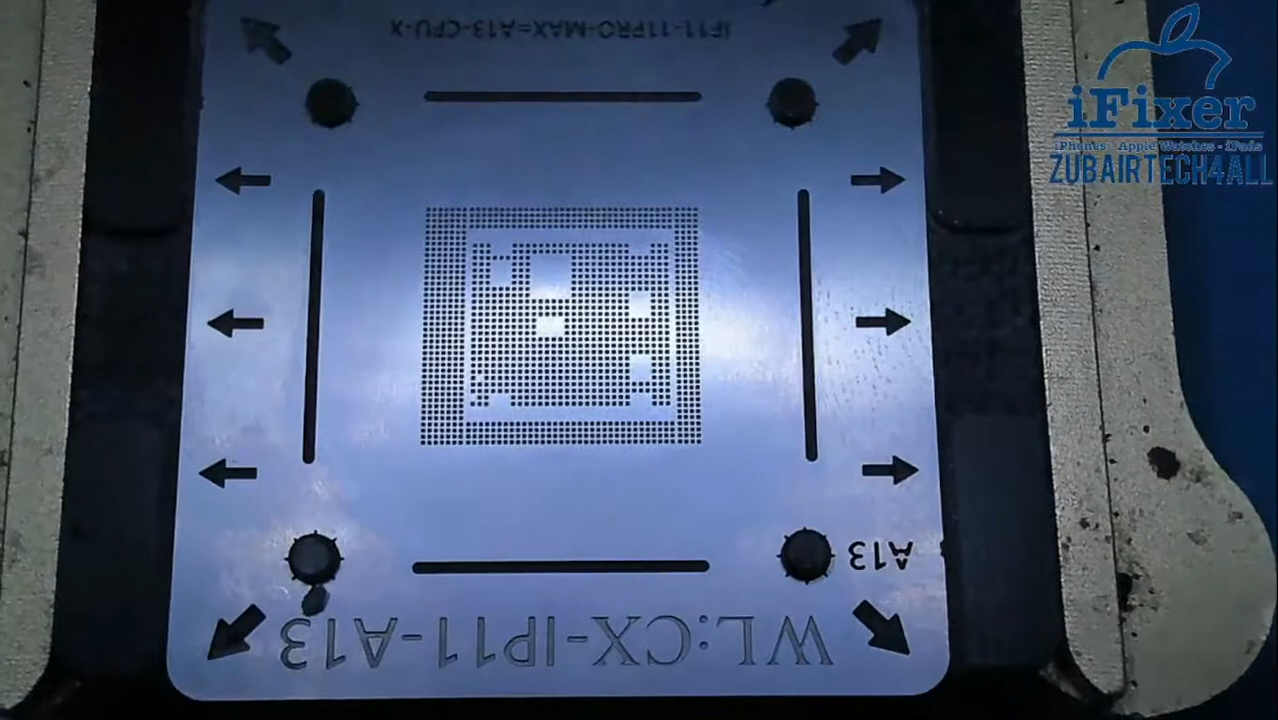 IP11-11PRO-MAX=A13-CPU-X
iFixer
iPhones - Apple Watches - iPads
ZUBAIRTECH4ALL
A13
WL:CX-IP11-A13